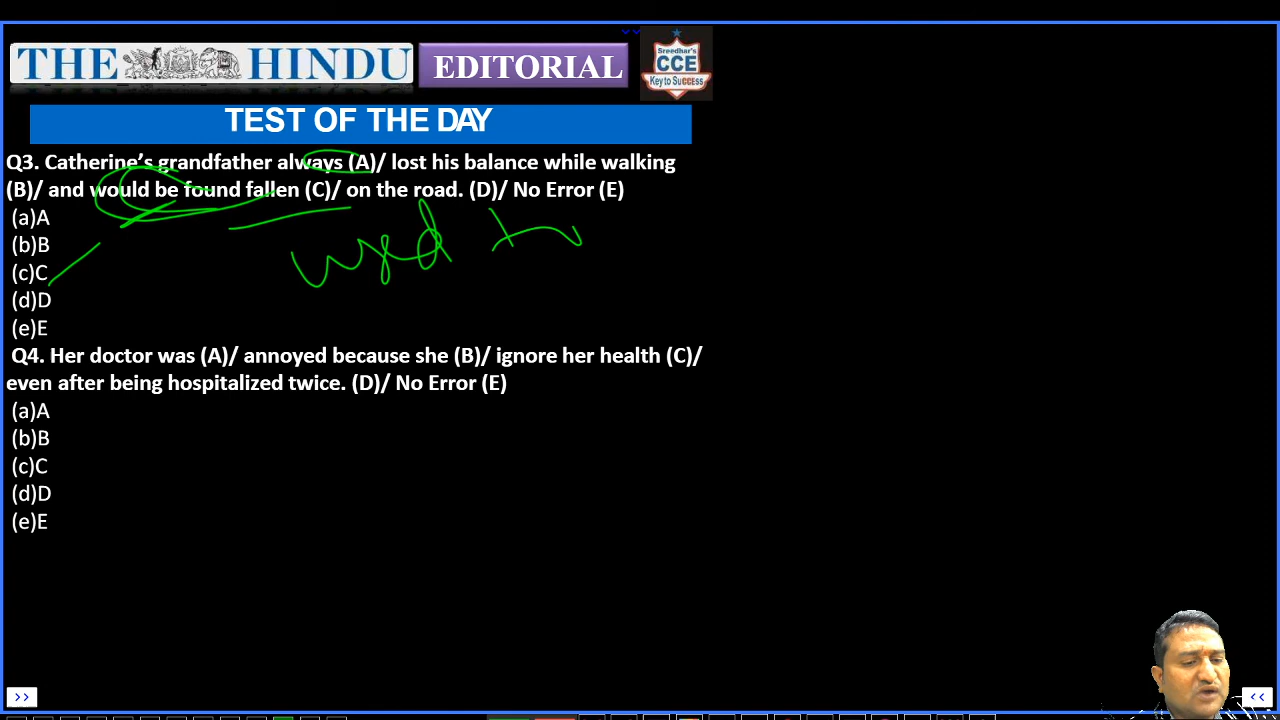 THE HINDU EDITORIAL Sreedhar's CCE Key to Success
TEST OF THE DAY
Q3. Catherine’s grandfather always (A)/ lost his balance while walking
(B)/ and would be found fallen (C)/ on the road. (D)/ No Error (E)
(a)A
used to
(b)B
(c)C
(d)D
(e)E
Q4. Her doctor was (A)/ annoyed because she (B)/ ignore her health (C)/
even after being hospitalized twice. (D)/ No Error (E)
(a)A
(b)B
(c)C
(d)D
(e)E
>> <<